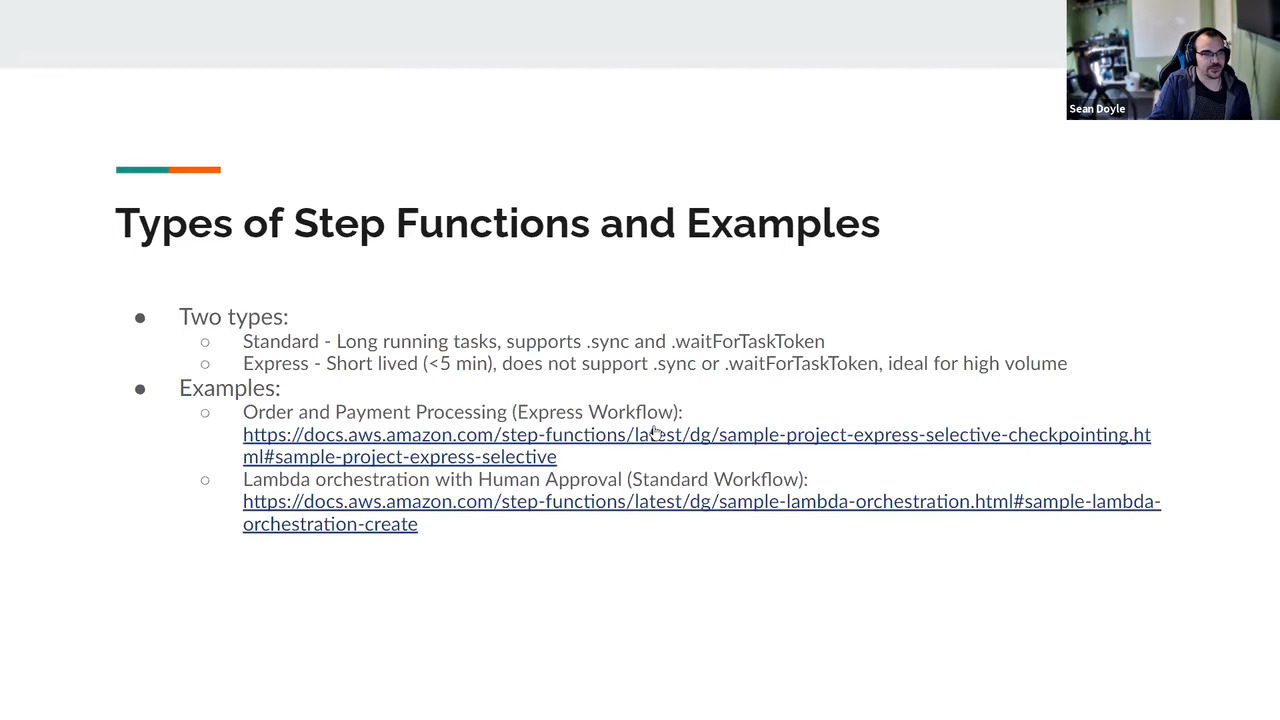 Sean Doyle
Types of Step Functions and Examples
● Two types:
○ Standard - Long running tasks, supports .sync and .waitForTaskToken
○ Express - Short lived (<5 min), does not support .sync or .waitForTaskToken, ideal for high volume
● Examples:
○ Order and Payment Processing (Express Workflow):
https://docs.aws.amazon.com/step-functions/latest/dg/sample-project-express-selective-checkpointing.ht
ml#sample-project-express-selective
○ Lambda orchestration with Human Approval (Standard Workflow):
https://docs.aws.amazon.com/step-functions/latest/dg/sample-lambda-orchestration.html#sample-lambda-
orchestration-create